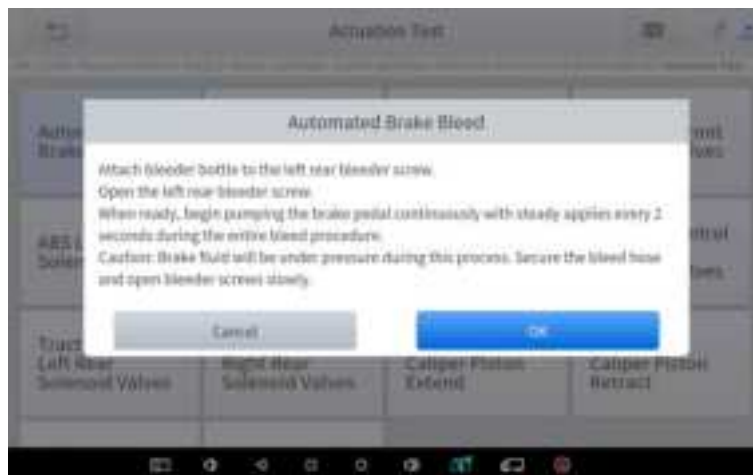 Actuation Test
Automated Brake Bleed
Attach bleeder bottle to the left rear bleeder screw.
Open the left rear bleeder screw.
When ready, begin pumping the brake pedal continuously with steady applies every 2
seconds during the entire bleed procedure.
Caution: Brake fluid will be under pressure during this process. Secure the bleed hose
and open bleeder screws slowly.
Cancel
OK
Left Rear
Solenoid Valves
Right Rear
Solenoid Valves
Caliper Piston
Extend
Caliper Piston
Retract